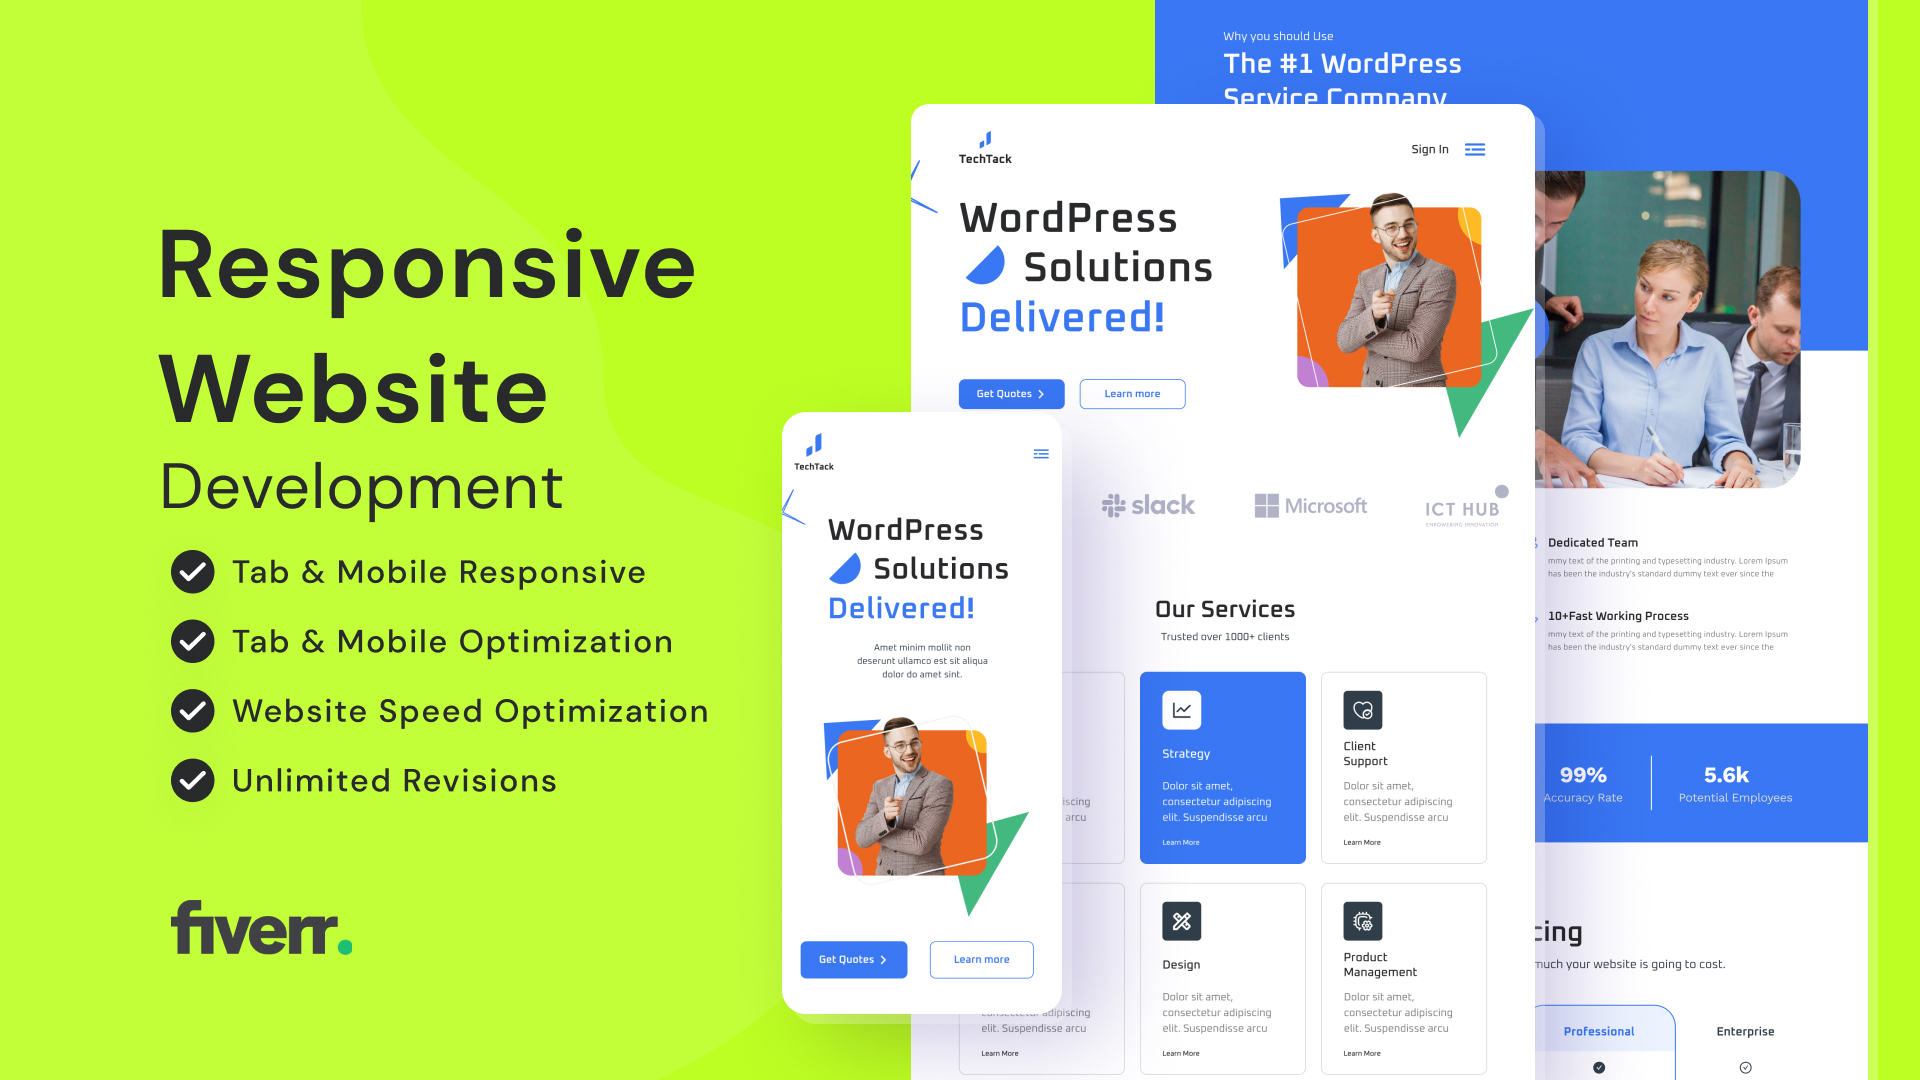 Responsive
Website
Development
Tab & Mobile Responsive
Tab & Mobile Optimization
Website Speed Optimization
Unlimited Revisions
fiverr.
TechTack
WordPress
Solutions
Delivered!
Amet minim mollit non
deserunt ullamco est sit aliqua
dolor do amet sint.
Get Quotes
Learn more
TechTack
Sign In
WordPress
Solutions
Delivered!
Get Quotes
Learn more
slack
Microsoft
ICT HUB
EMPOWERING INNOVATION
Our Services
Trusted over 1000+ clients
iscing
arcu
Strategy
Dolor sit amet,
consectetur adipiscing
elit. Suspendisse arcu
Learn More
Client
Support
Dolor sit amet,
consectetur adipiscing
elit. Suspendisse arcu
Learn More
consectetur adipiscing
elit. Suspendisse arcu
Learn More
Design
Dolor sit amet,
consectetur adipiscing
elit. Suspendisse arcu
Learn More
Product
Management
Dolor sit amet,
consectetur adipiscing
elit. Suspendisse arcu
Learn More
Why you should Use
The #1 WordPress
Service Company
Dedicated Team
mmy text of the printing and typesetting industry. Lorem Ipsum
has been the industry's standard dummy text ever since the
10+Fast Working Process
mmy text of the printing and typesetting industry. Lorem Ipsum
has been the industry's standard dummy text ever since the
99%
Accuracy Rate
5.6k
Potential Employees
cing
much your website is going to cost.
Professional
Enterprise